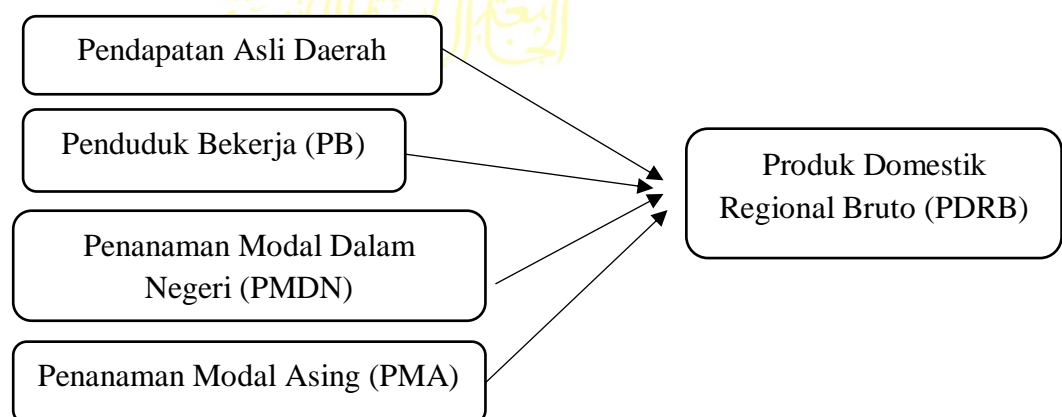 Pendapatan Asli Daerah
Penduduk Bekerja (PB)
Penanaman Modal Dalam
Negeri (PMDN)
Penanaman Modal Asing (PMA)
Produk Domestik
Regional Bruto (PDRB)